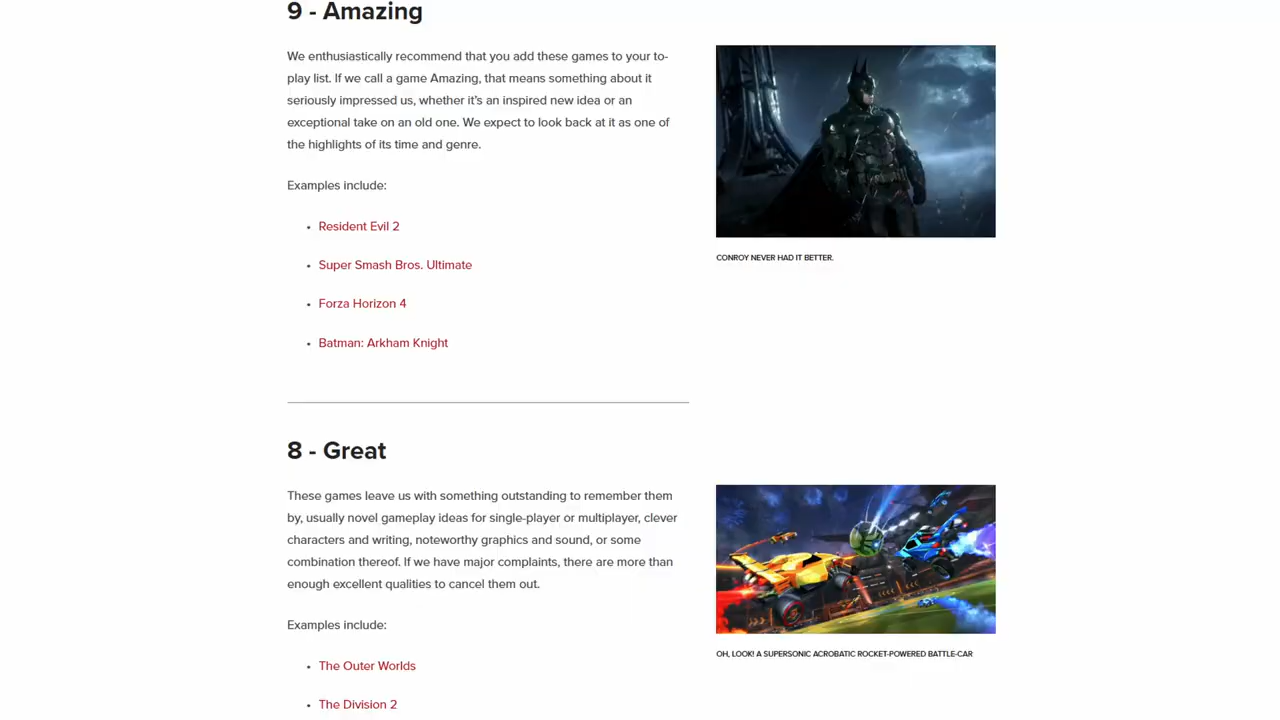 9 - Amazing
We enthusiastically recommend that you add these games to your to-
play list. If we call a game Amazing, that means something about it
seriously impressed us, whether it's an inspired new idea or an
exceptional take on an old one. We expect to look back at it as one of
the highlights of its time and genre.
Examples include:
• Resident Evil 2
• Super Smash Bros. Ultimate
• Forza Horizon 4
• Batman: Arkham Knight
CONROY NEVER HAD IT BETTER.
8 - Great
These games leave us with something outstanding to remember them
by, usually novel gameplay ideas for single-player or multiplayer, clever
characters and writing, noteworthy graphics and sound, or some
combination thereof. If we have major complaints, there are more than
enough excellent qualities to cancel them out.
Examples include:
• The Outer Worlds
• The Division 2
OH, LOOK! A SUPERSONIC ACROBATIC ROCKET-POWERED BATTLE-CAR